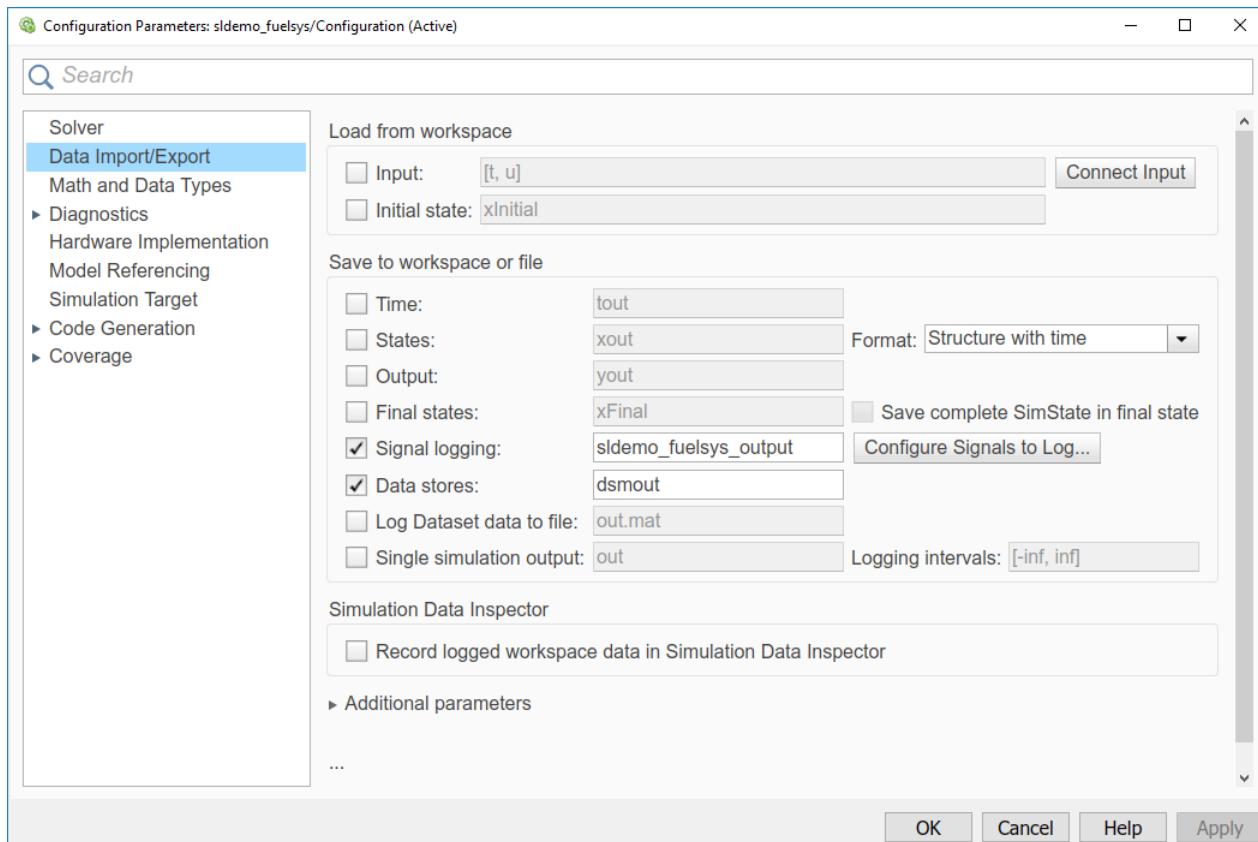 Configuration Parameters: sldemo_fuelsys/Configuration (Active)
Search
Solver
Data Import/Export
Math and Data Types
Diagnostics
Hardware Implementation
Model Referencing
Simulation Target
Code Generation
Coverage
Load from workspace
Input: [t, u] Connect Input
Initial state: xInitial
Save to workspace or file
Time: tout
States: xout Format: Structure with time
Output: yout
Final states: xFinal Save complete SimState in final state
Signal logging: sldemo_fuelsys_output Configure Signals to Log...
Data stores: dsmout
Log Dataset data to file: out.mat
Single simulation output: out Logging intervals: [-inf, inf]
Simulation Data Inspector
Record logged workspace data in Simulation Data Inspector
Additional parameters
...
OK Cancel Help Apply